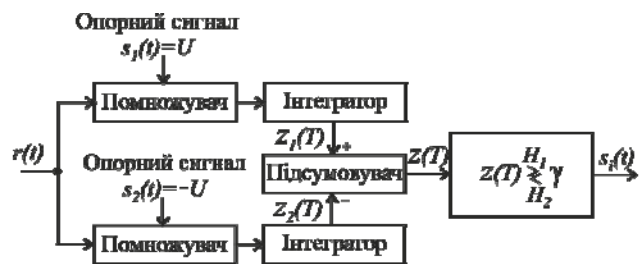 Опорний сигнал
s₁(t)=U
Помножувач
Інтегратор
r(t)
Z₁(T) +
Опорний сигнал
s₂(t)=-U
Підсумовувач
Z(T)
H₁
Z(T) ≷ γ
H₂
sᵢ(t)
Z₂(T) −
Помножувач
Інтегратор